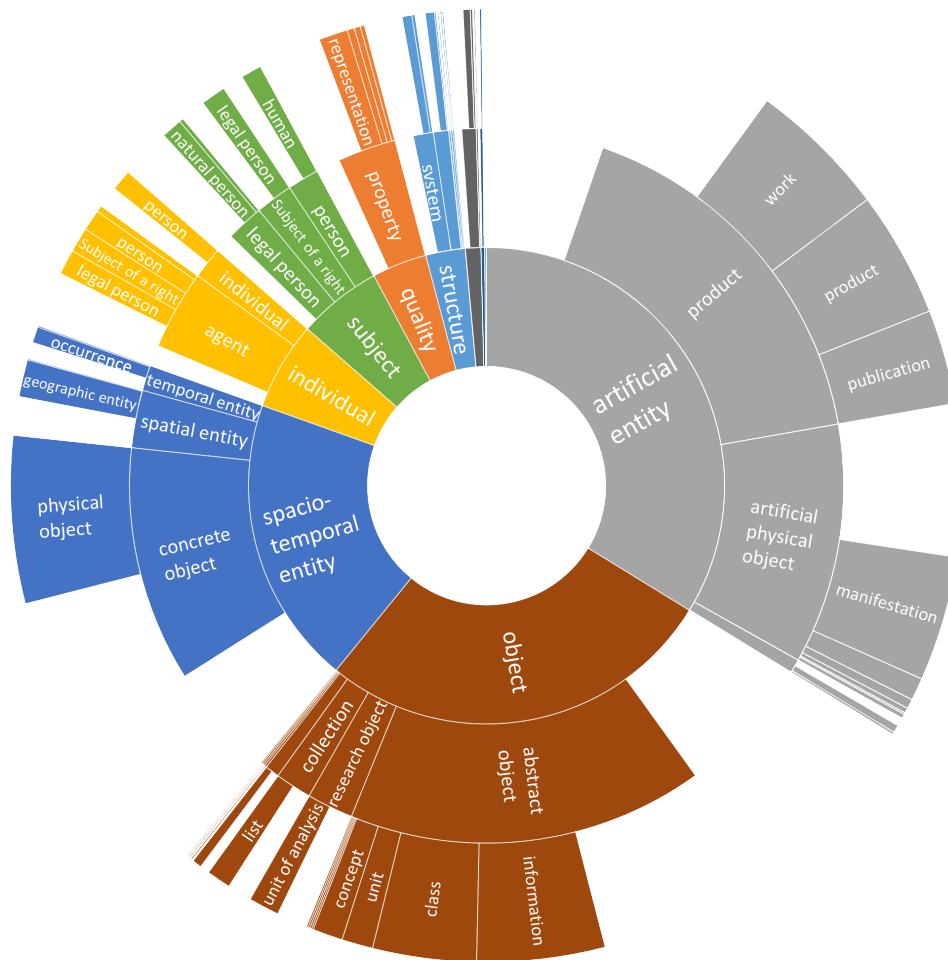 artificial
entity
product
work
product
publication
artificial
physical
object
manifestation
object
abstract
object
information
class
unit
concept
research object
unit of analysis
collection
list
spacio-
temporal
entity
concrete
object
physical
object
spatial entity
geographic entity
temporal entity
occurrence
individual
agent
legal person
Subject of a right
person
individual
person
subject
legal person
natural person
Subject of a right
legal person
person
human
quality
property
representation
structure
system